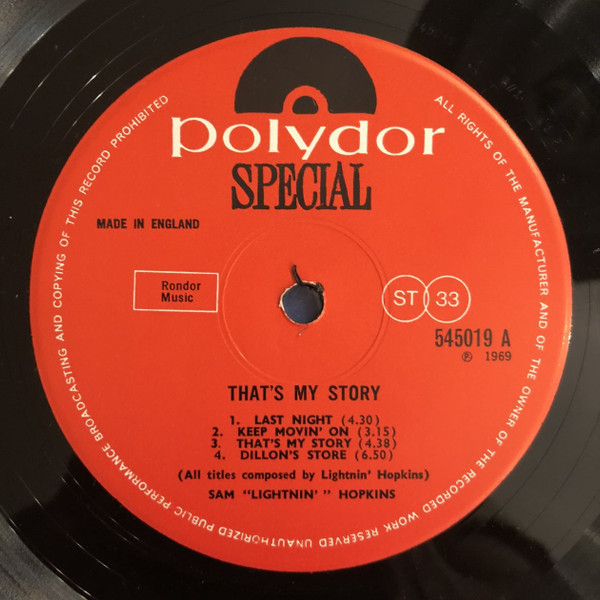 polydor
SPECIAL
MADE IN ENGLAND
Rondor
Music
ST 33
545019 A
℗ 1969
THAT'S MY STORY
1. LAST NIGHT (4.30)
2. KEEP MOVIN' ON (3.15)
3. THAT'S MY STORY (4.38)
4. DILLON'S STORE (6.50)
(All titles composed by Lightnin' Hopkins)
SAM "LIGHTNIN' " HOPKINS
ALL RIGHTS OF THE MANUFACTURER AND OF THE OWNER OF THE RECORDED WORK RESERVED UNAUTHORIZED PUBLIC PERFORMANCE BROADCASTING AND COPYING OF THIS RECORD PROHIBITED